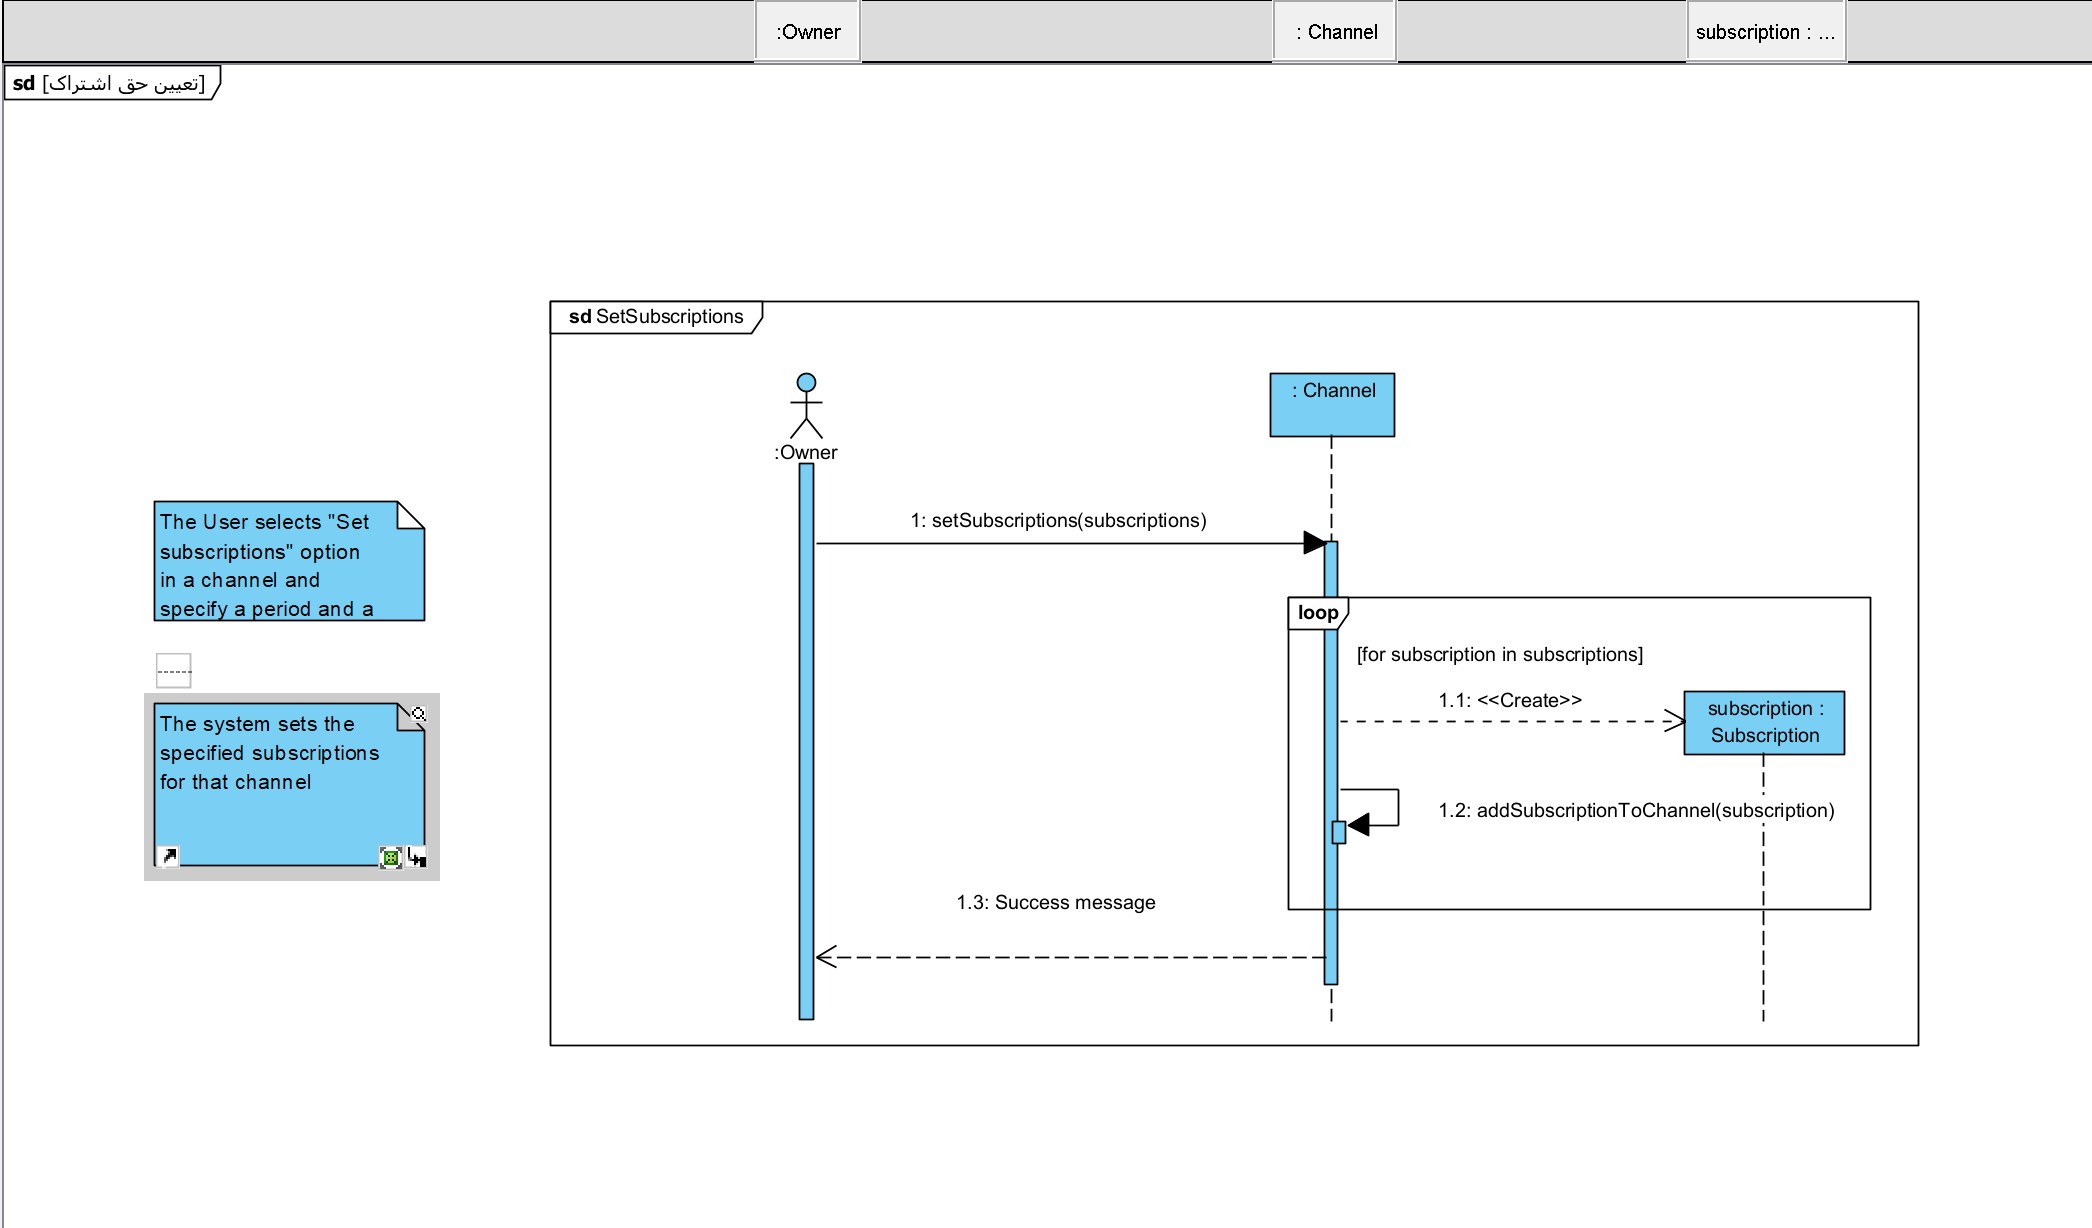 :Owner
: Channel
subscription : ...
sd [تعیین حق اشتراک]
sd SetSubscriptions
:Owner
: Channel
The User selects "Set
subscriptions" option
in a channel and
specify a period and a
1: setSubscriptions(subscriptions)
loop
[for subscription in subscriptions]
1.1: <<Create>>
subscription :
Subscription
The system sets the
specified subscriptions
for that channel
1.2: addSubscriptionToChannel(subscription)
1.3: Success message